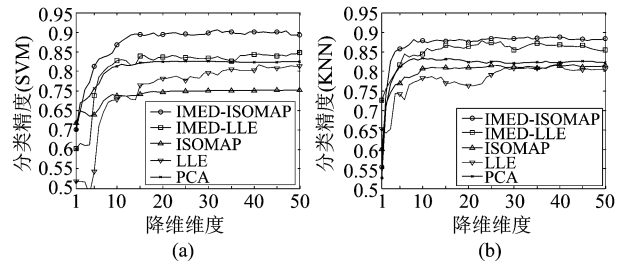 分类精度(SVM)
0.95
0.9
0.85
0.8
0.75
0.7
0.65
0.6
0.55
0.5
1 10 20 30 40 50
降维维度
IMED-ISOMAP
IMED-LLE
ISOMAP
LLE
PCA
(a)
分类精度(KNN)
0.95
0.9
0.85
0.8
0.75
0.7
0.65
0.6
0.55
0.5
1 10 20 30 40 50
降维维度
IMED-ISOMAP
IMED-LLE
ISOMAP
LLE
PCA
(b)